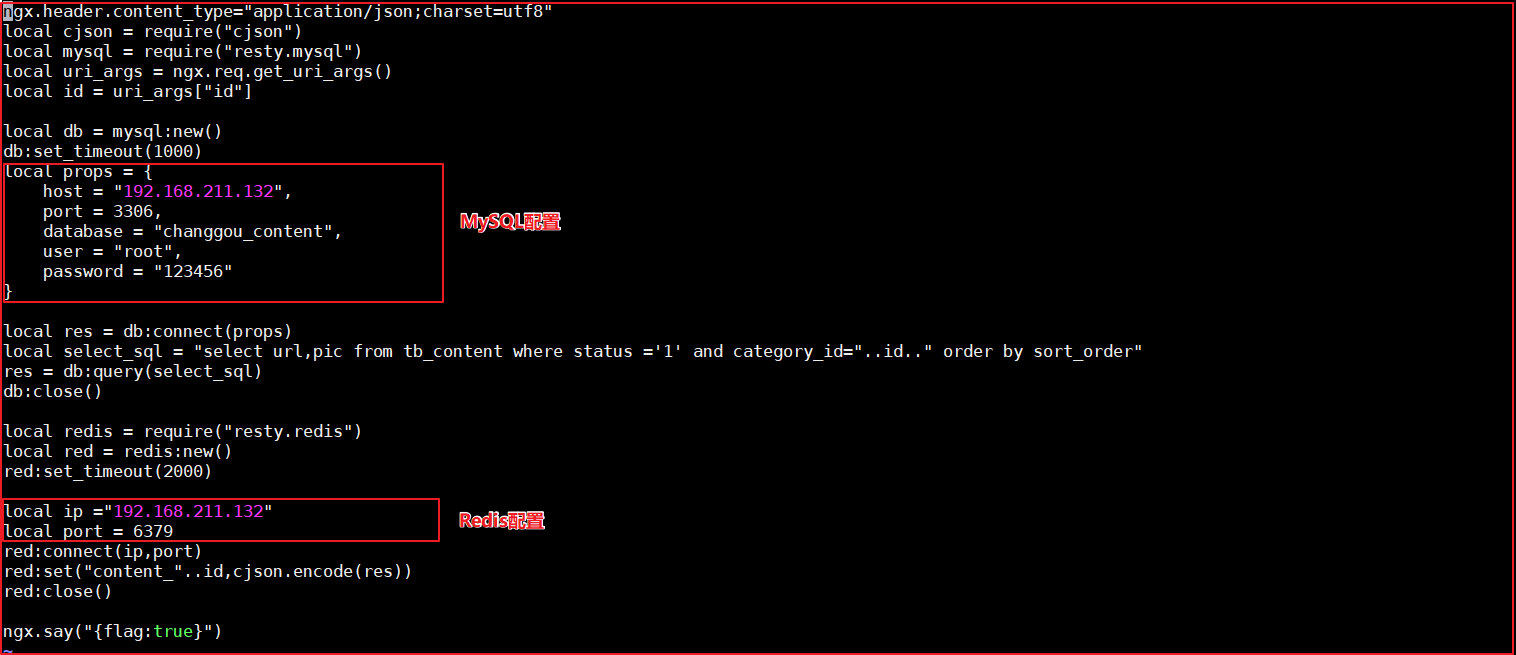 ngx.header.content_type="application/json;charset=utf8"
local cjson = require("cjson")
local mysql = require("resty.mysql")
local uri_args = ngx.req.get_uri_args()
local id = uri_args["id"]
local db = mysql:new()
db:set_timeout(1000)
local props = {
    host = "192.168.211.132",
    port = 3306,
    database = "changgou_content",
    user = "root",
    password = "123456"
}
MySQL配置
local res = db:connect(props)
local select_sql = "select url,pic from tb_content where status ='1' and category_id="..id.." order by sort_order"
res = db:query(select_sql)
db:close()
local redis = require("resty.redis")
local red = redis:new()
red:set_timeout(2000)
local ip ="192.168.211.132"
local port = 6379
Redis配置
red:connect(ip,port)
red:set("content_"..id,cjson.encode(res))
red:close()
ngx.say("{flag:true}")
~